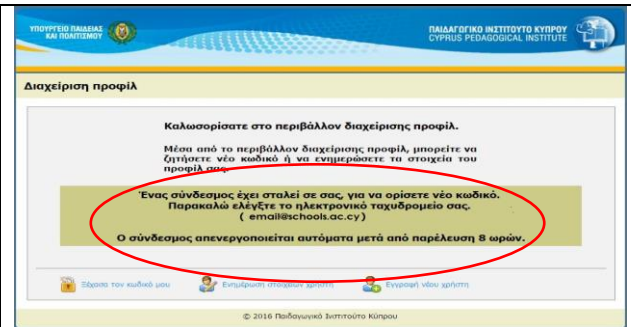 ΥΠΟΥΡΓΕΙΟ ΠΑΙΔΕΙΑΣ
ΚΑΙ ΠΟΛΙΤΙΣΜΟΥ
ΠΑΙΔΑΓΩΓΙΚΟ ΙΝΣΤΙΤΟΥΤΟ ΚΥΠΡΟΥ
CYPRUS PEDAGOGICAL INSTITUTE
Διαχείριση προφίλ
Καλωσορίσατε στο περιβάλλον διαχείρισης προφίλ.
Μέσα από το περιβάλλον διαχείρισης προφίλ, μπορείτε να
ζητήσετε νέο κωδικό ή να ενημερώσετε τα στοιχεία του
προφίλ σας.
Ένας σύνδεσμος έχει σταλεί σε σας, για να ορίσετε νέο κωδικό.
Παρακαλώ ελέγξτε το ηλεκτρονικό ταχυδρομείο σας.
( email@schools.ac.cy)
Ο σύνδεσμος απενεργοποιείται αυτόματα μετά από παρέλευση 8 ωρών.
Ξέχασα τον κωδικό μου Ενημέρωση στοιχείων χρήστη Εγγραφή νέου χρήστη
© 2016 Παιδαγωγικό Ινστιτούτο Κύπρου